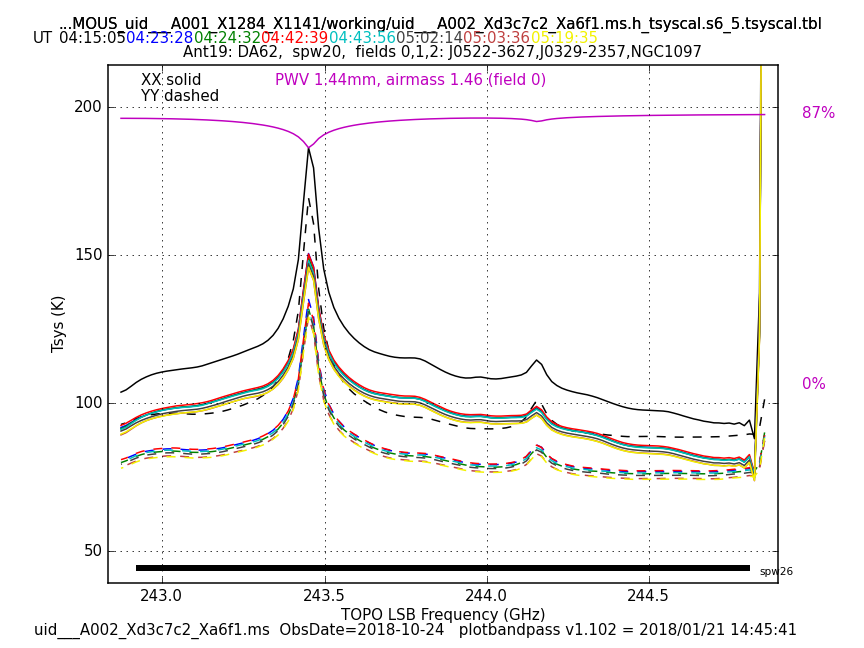 ...MOUS_uid___A001_X1284_X1141/working/uid___A002_Xd3c7c2_Xa6f1.ms.h_tsyscal.s6_5.tsyscal.tbl
UT 04:15:05 04:23:28 04:24:32 04:42:39 04:43:56 05:02:14 05:03:36 05:19:35
Ant19: DA62, spw20, fields 0,1,2: J0522-3627,J0329-2357,NGC1097
XX solid
YY dashed
PWV 1.44mm, airmass 1.46 (field 0)
87%
0%
200
150
100
50
Tsys (K)
spw26
243.0 243.5 244.0 244.5
TOPO LSB Frequency (GHz)
uid___A002_Xd3c7c2_Xa6f1.ms ObsDate=2018-10-24 plotbandpass v1.102 = 2018/01/21 14:45:41